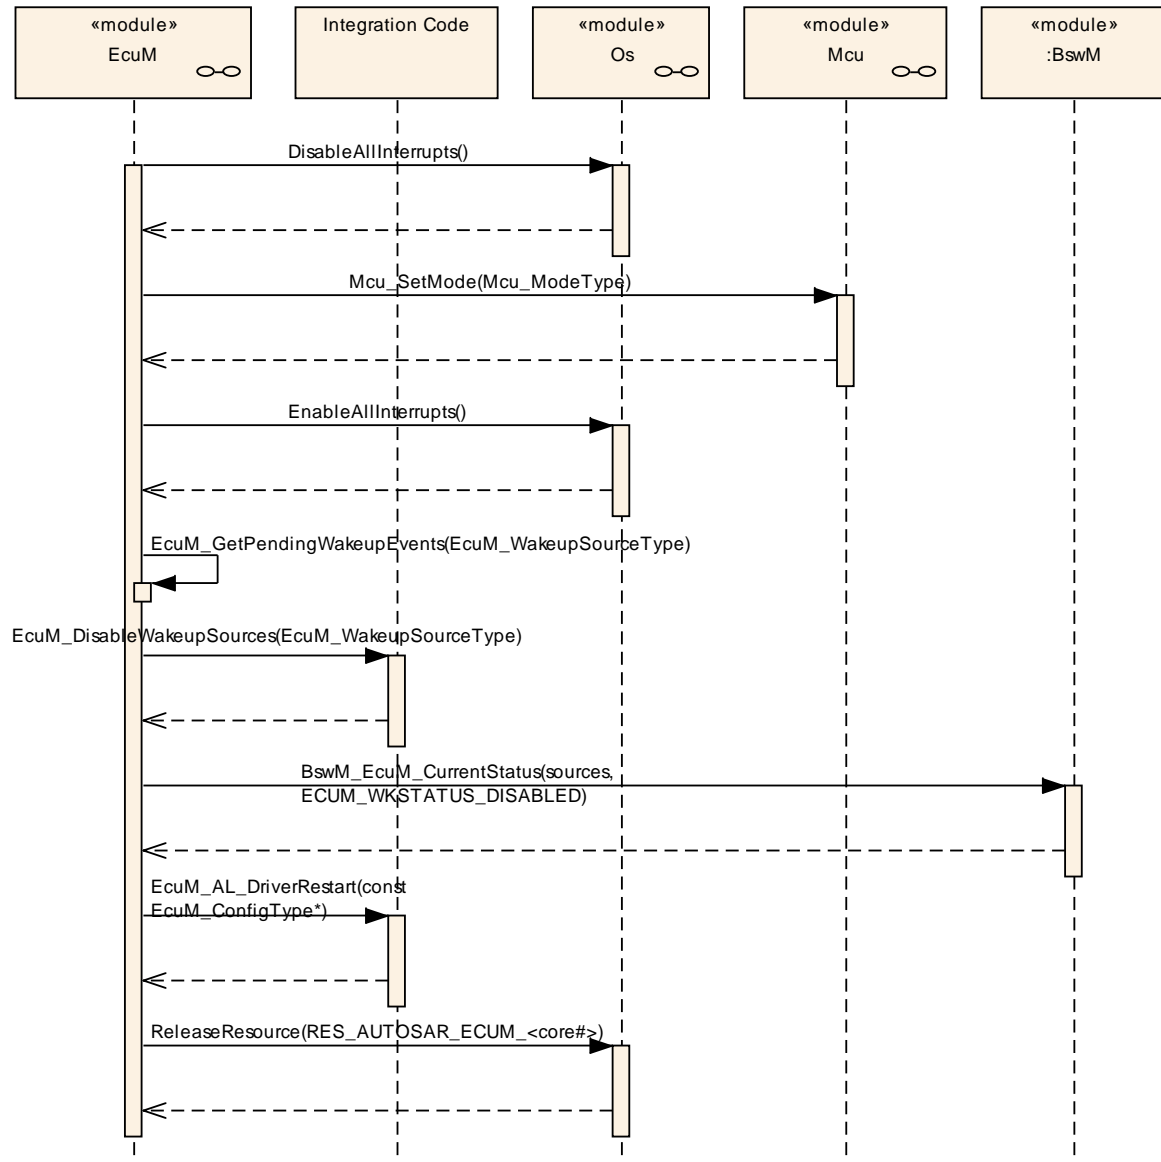 «module»
EcuM
Integration Code
«module»
Os
«module»
Mcu
«module»
:BswM
DisableAllInterrupts()
Mcu_SetMode(Mcu_ModeType)
EnableAllInterrupts()
EcuM_GetPendingWakeupEvents(EcuM_WakeupSourceType)
EcuM_DisableWakeupSources(EcuM_WakeupSourceType)
BswM_EcuM_CurrentStatus(sources,
ECUM_WKSTATUS_DISABLED)
EcuM_AL_DriverRestart(const
EcuM_ConfigType*)
ReleaseResource(RES_AUTOSAR_ECUM_<core#>)